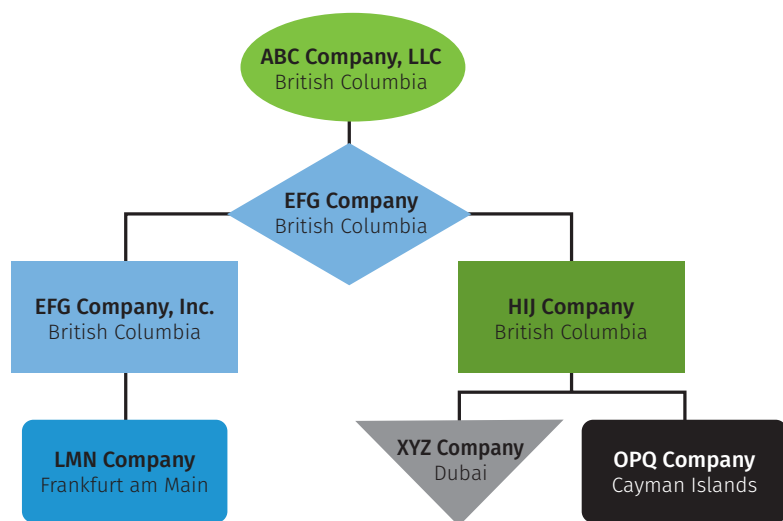 ABC Company, LLC
British Columbia
EFG Company
British Columbia
EFG Company, Inc.
British Columbia
HIJ Company
British Columbia
LMN Company
Frankfurt am Main
XYZ Company
Dubai
OPQ Company
Cayman Islands